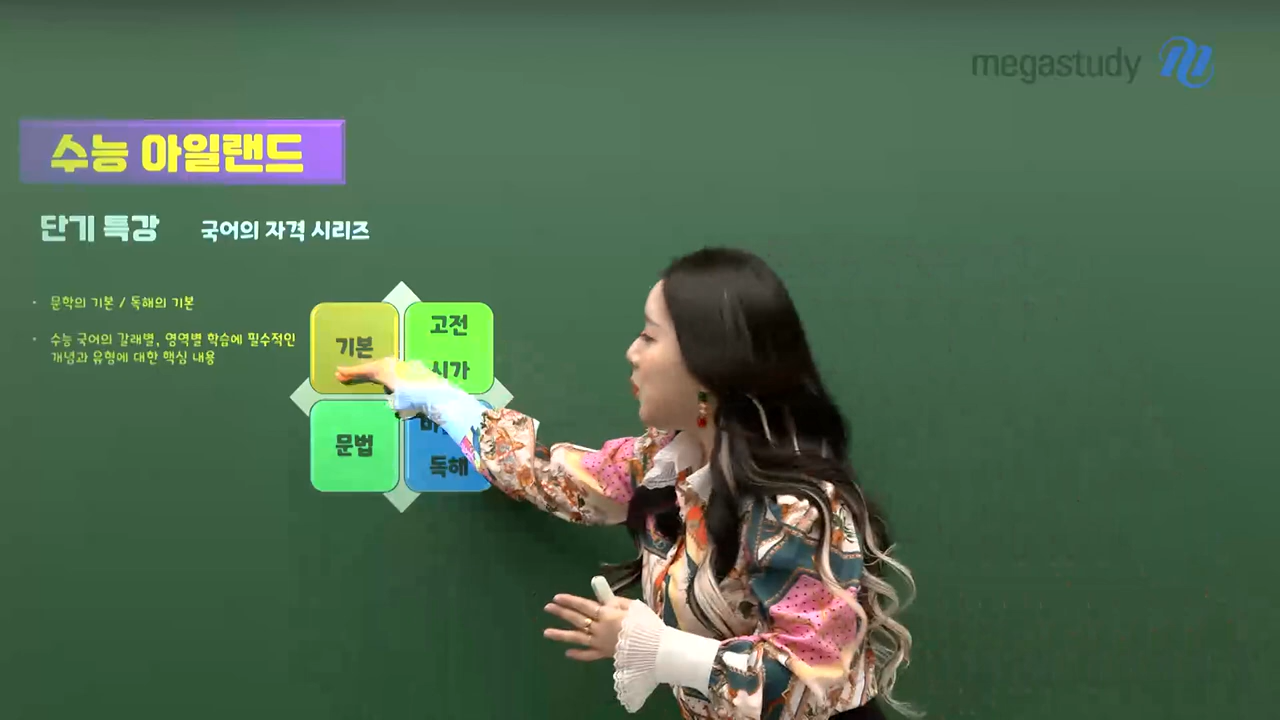 megastudy
수능 아일랜드
단기 특강 국어의 자격 시리즈
• 문학의 기본 / 독해의 기본
• 수능 국어의 갈래별, 영역별 학습에 필수적인
개념과 유형에 대한 핵심 내용
기본
고전
시가
문법
독해